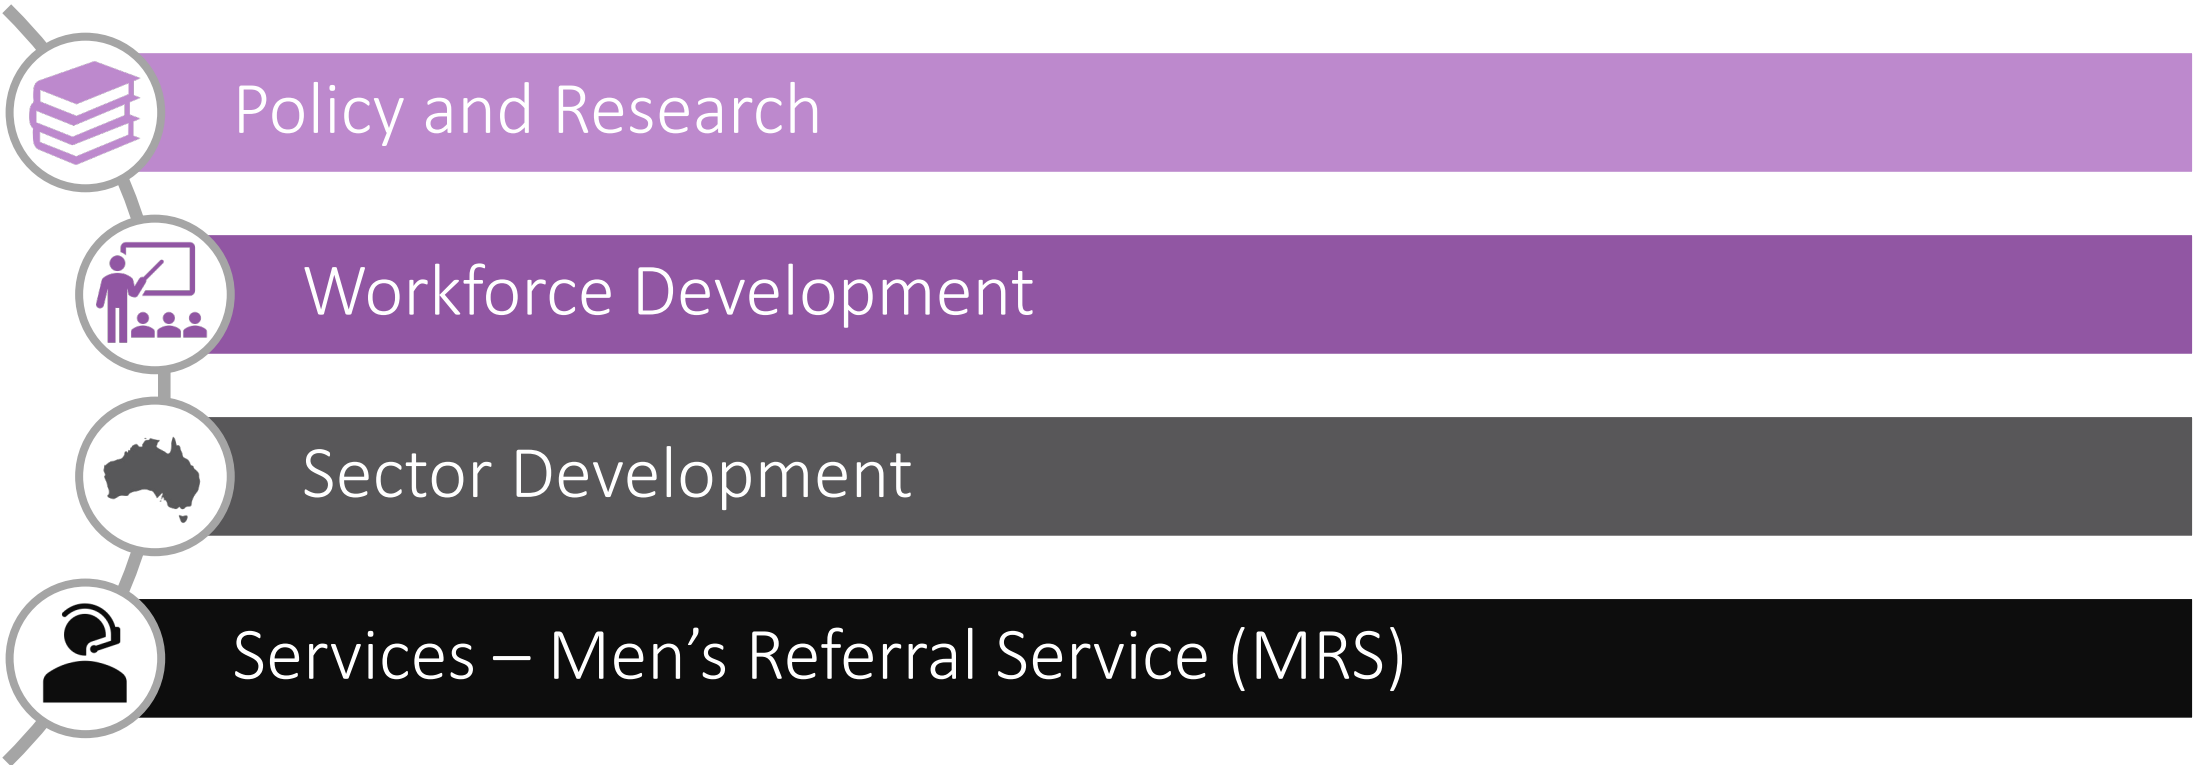 Policy and Research
Workforce Development
Sector Development
Services – Men’s Referral Service (MRS)